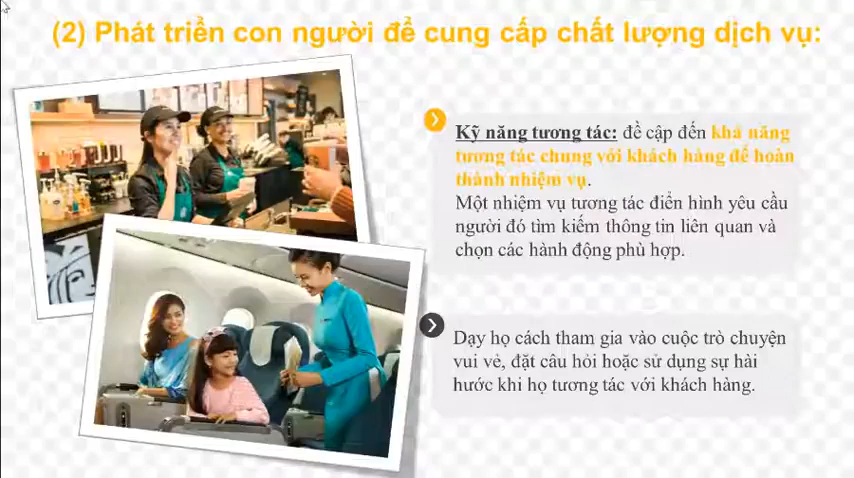 (2) Phát triển con người để cung cấp chất lượng dịch vụ:
Kỹ năng tương tác: đề cập đến khả năng
tương tác chung với khách hàng để hoàn
thành nhiệm vụ.
Một nhiệm vụ tương tác điển hình yêu cầu
người đó tìm kiếm thông tin liên quan và
chọn các hành động phù hợp.
Dạy họ cách tham gia vào cuộc trò chuyện
vui vẻ, đặt câu hỏi hoặc sử dụng sự hài
hước khi họ tương tác với khách hàng.